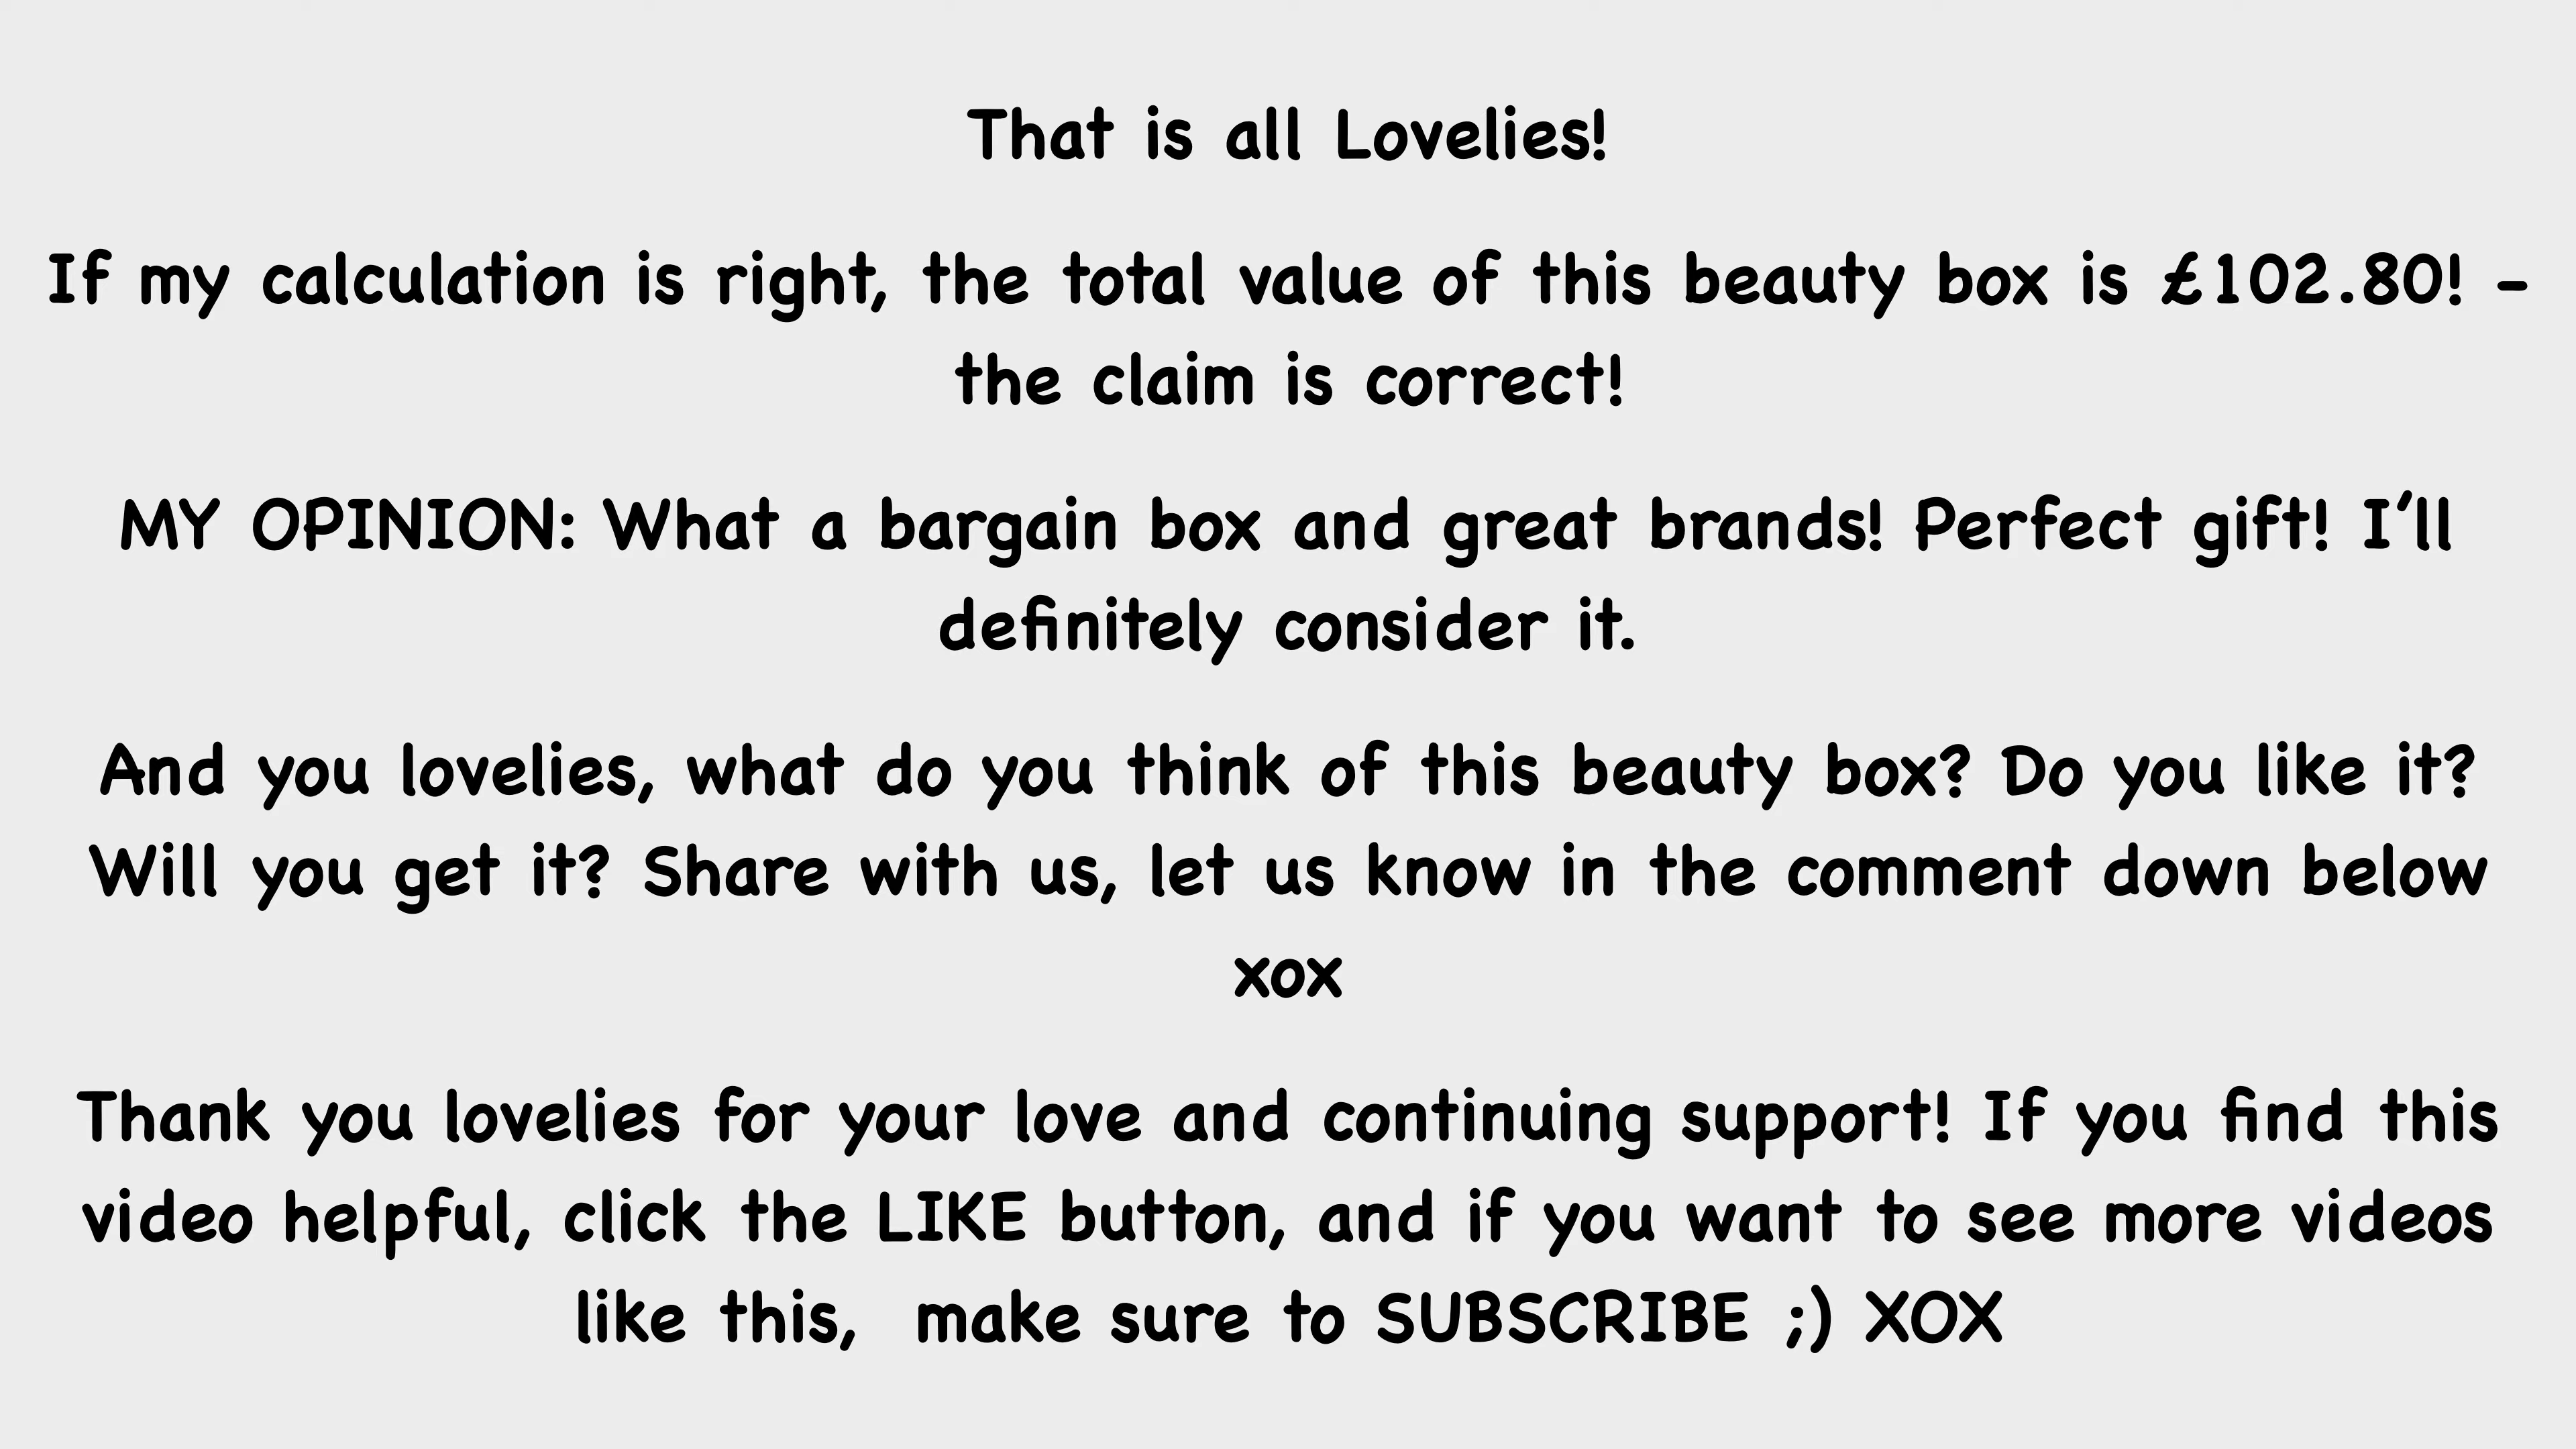 That is all Lovelies!
If my calculation is right, the total value of this beauty box is £102.80! -
the claim is correct!
MY OPINION: What a bargain box and great brands! Perfect gift! I’ll
definitely consider it.
And you lovelies, what do you think of this beauty box? Do you like it?
Will you get it? Share with us, let us know in the comment down below
xox
Thank you lovelies for your love and continuing support! If you find this
video helpful, click the LIKE button, and if you want to see more videos
like this,  make sure to SUBSCRIBE ;) XOX